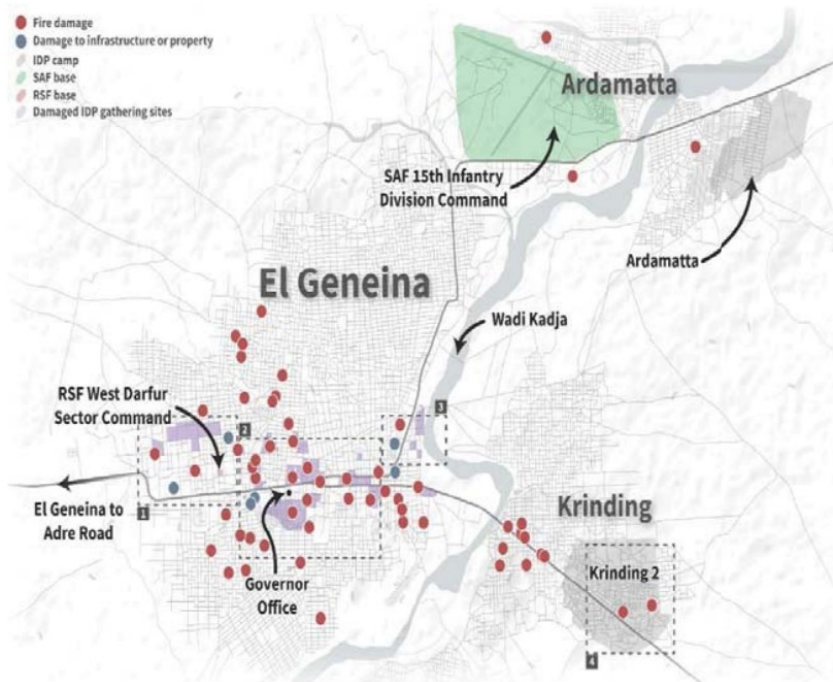 Fire damage
Damage to infrastructure or property
IDP camp
SAF base
RSF base
Damaged IDP gathering sites
Ardamatta
SAF 15th Infantry
Division Command
Ardamatta
El Geneina
Wadi Kadja
RSF West Darfur
Sector Command
3
2
El Geneina to
Adre Road
1
Krinding
Governor
Office
Krinding 2
4